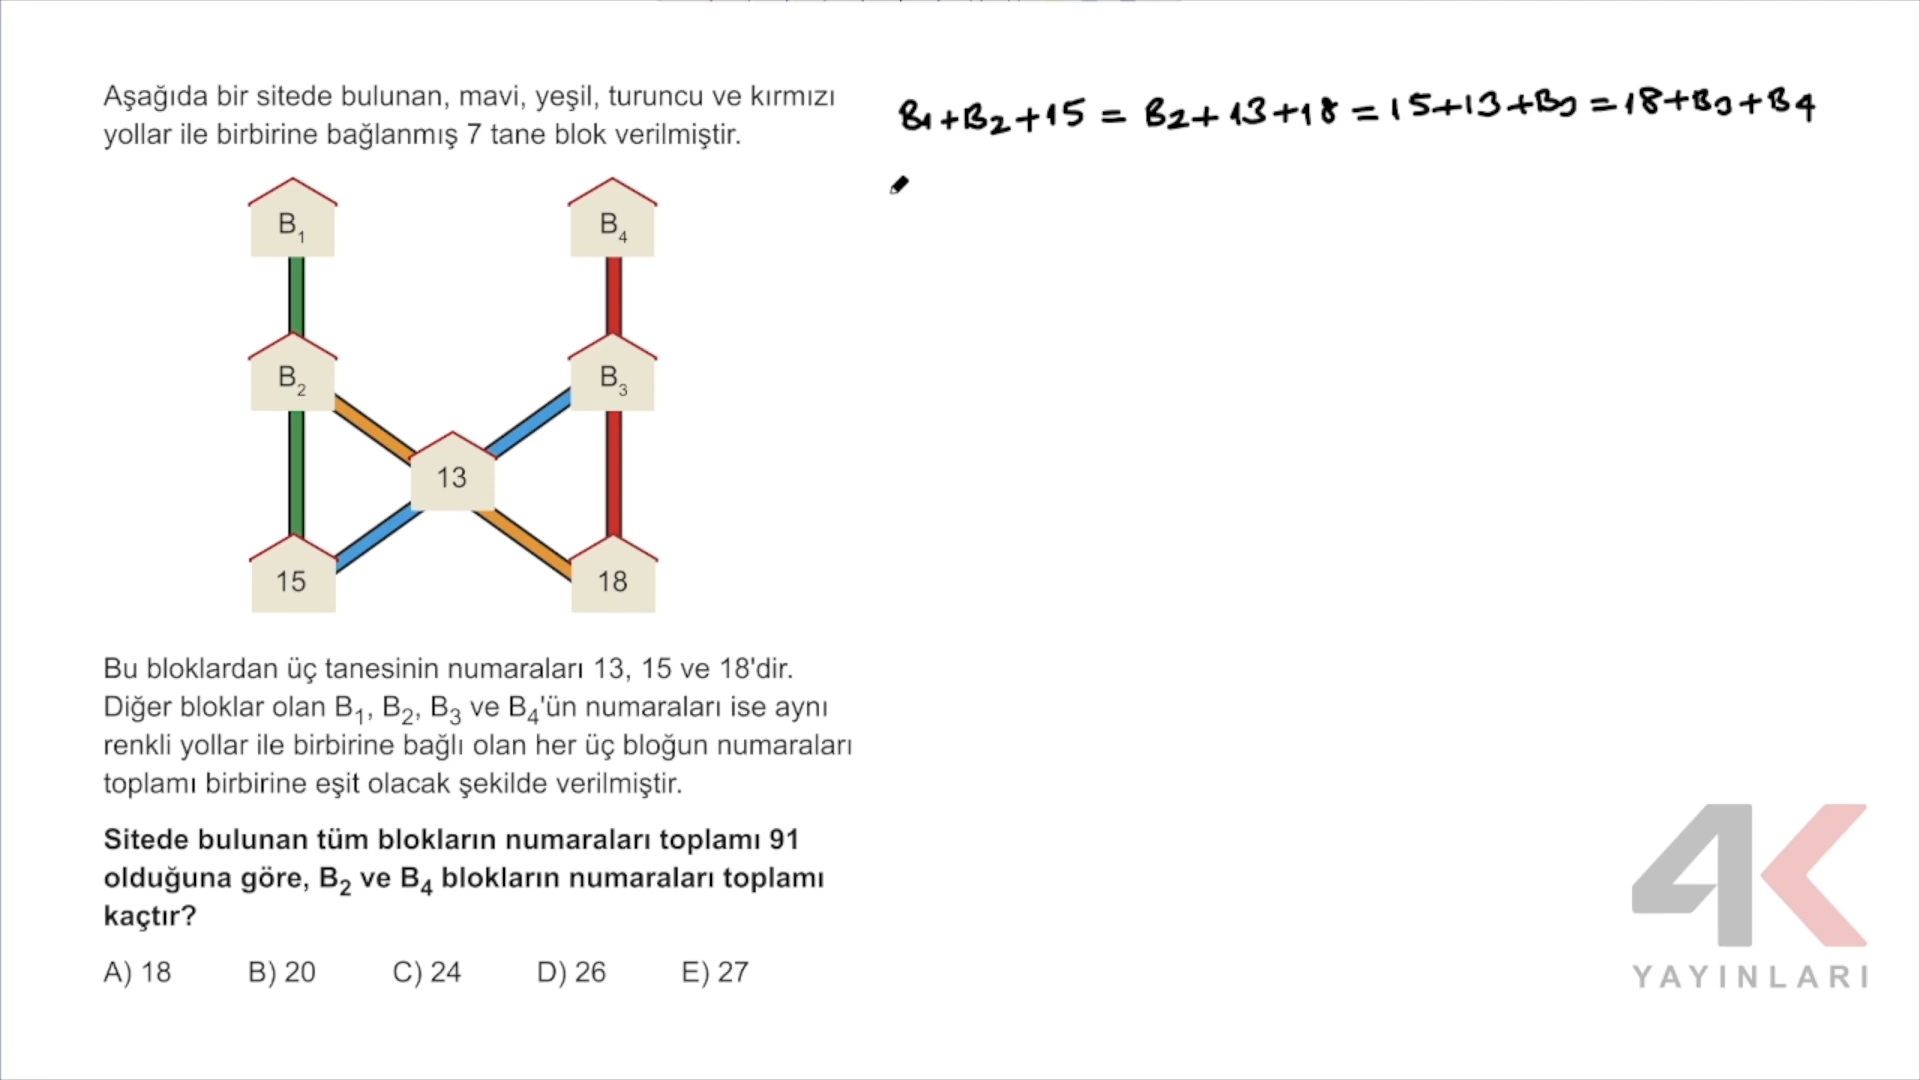 Aşağıda bir sitede bulunan, mavi, yeşil, turuncu ve kırmızı
yollar ile birbirine bağlanmış 7 tane blok verilmiştir.
B1+B2+15 = B2+13+18 = 15+13+B3 = 18+B3+B4
B1
B4
B2
B3
13
15
18
Bu bloklardan üç tanesinin numaraları 13, 15 ve 18'dir.
Diğer bloklar olan B1, B2, B3 ve B4'ün numaraları ise aynı
renkli yollar ile birbirine bağlı olan her üç bloğun numaraları
toplamı birbirine eşit olacak şekilde verilmiştir.
Sitede bulunan tüm blokların numaraları toplamı 91
olduğuna göre, B2 ve B4 blokların numaraları toplamı
kaçtır?
A) 18 B) 20 C) 24 D) 26 E) 27
4K
YAYINLARI